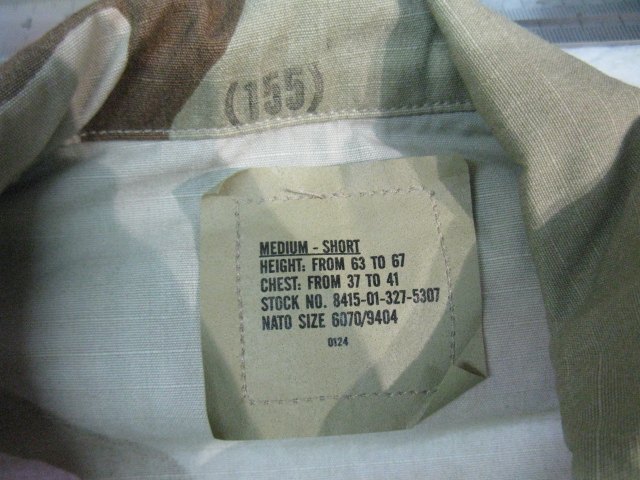 (155)
MEDIUM - SHORT
HEIGHT: FROM 63 TO 67
CHEST: FROM 37 TO 41
STOCK NO. 8415-01-327-5307
NATO SIZE 6070/9404
0124